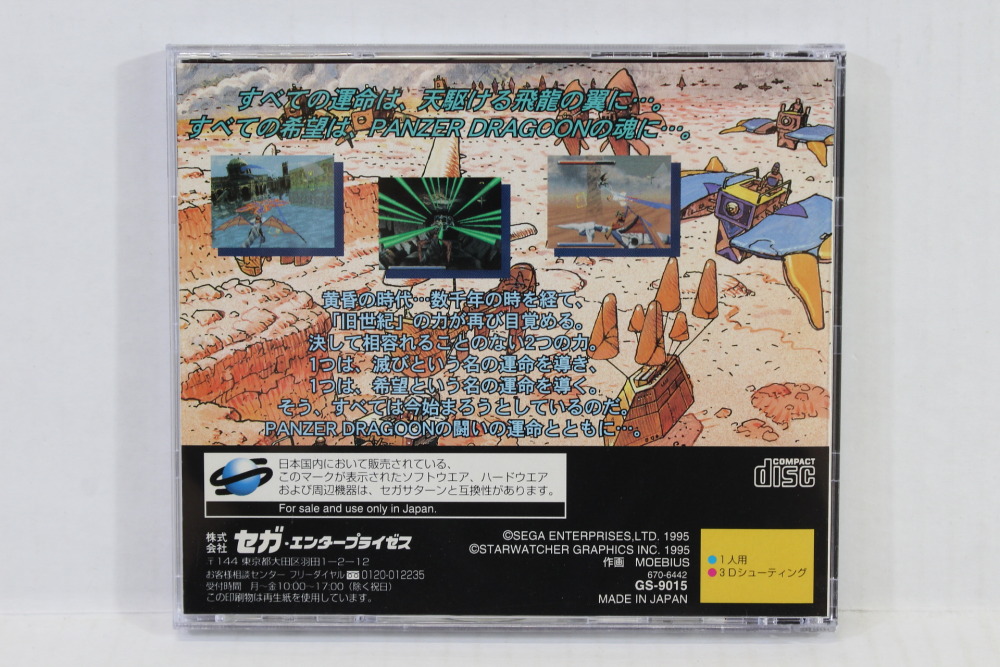 すべての運命は、天駆ける飛龍の翼に…。
すべての希望は、PANZER DRAGOONの魂に…。
黄昏の時代…数千年の時を経て、
「旧世紀」の力が再び目覚める。
決して相容れることのない2つの力。
1つは、滅びという名の運命を導き、
1つは、希望という名の運命を導く。
そう、すべては今始まろうとしているのだ。
PANZER DRAGOONの闘いの運命とともに…。
日本国内において販売されている、
このマークが表示されたソフトウエア、ハードウエア
および周辺機器は、セガサターンと互換性があります。
For sale and use only in Japan.
COMPACT
disc
株式会社 セガ・エンタープライゼス
〒144 東京都大田区羽田1-2-12
お客様相談センター フリーダイヤル 0120-012235
受付時間 月～金10:00～17:00(除く祝日)
この印刷物は再生紙を使用しています。
©SEGA ENTERPRISES,LTD. 1995
©STARWATCHER GRAPHICS INC. 1995
作画 MOEBIUS
670-6442
GS-9015
MADE IN JAPAN
1人用
3Dシューティング